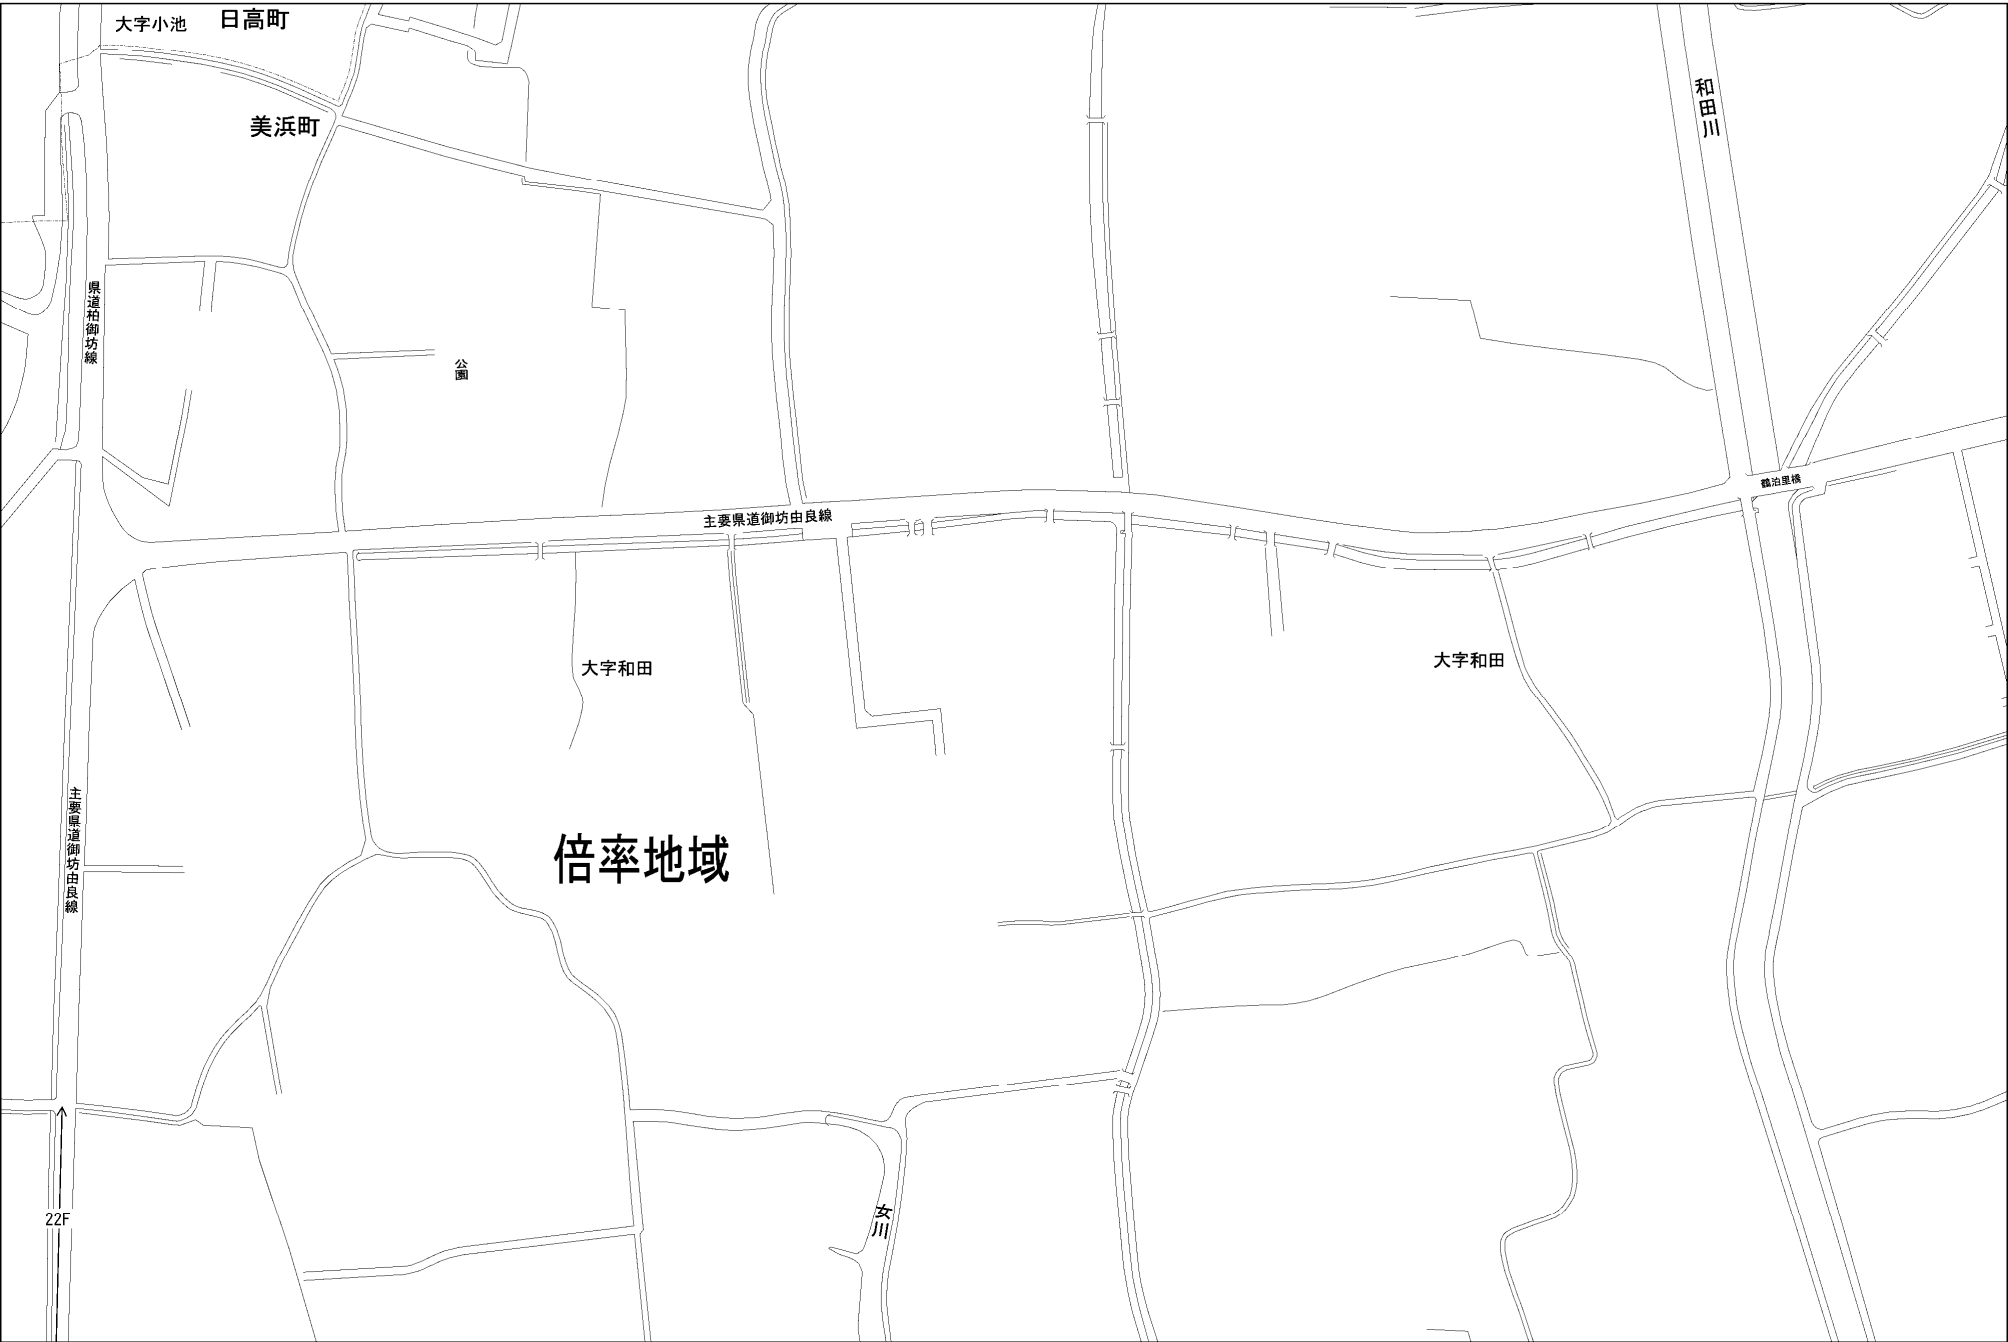 大字小池
日高町
美浜町
和田川
県道柏御坊線
公園
鶴泊里橋
主要県道御坊由良線
大字和田
大字和田
主要県道御坊由良線
倍率地域
女川
22F